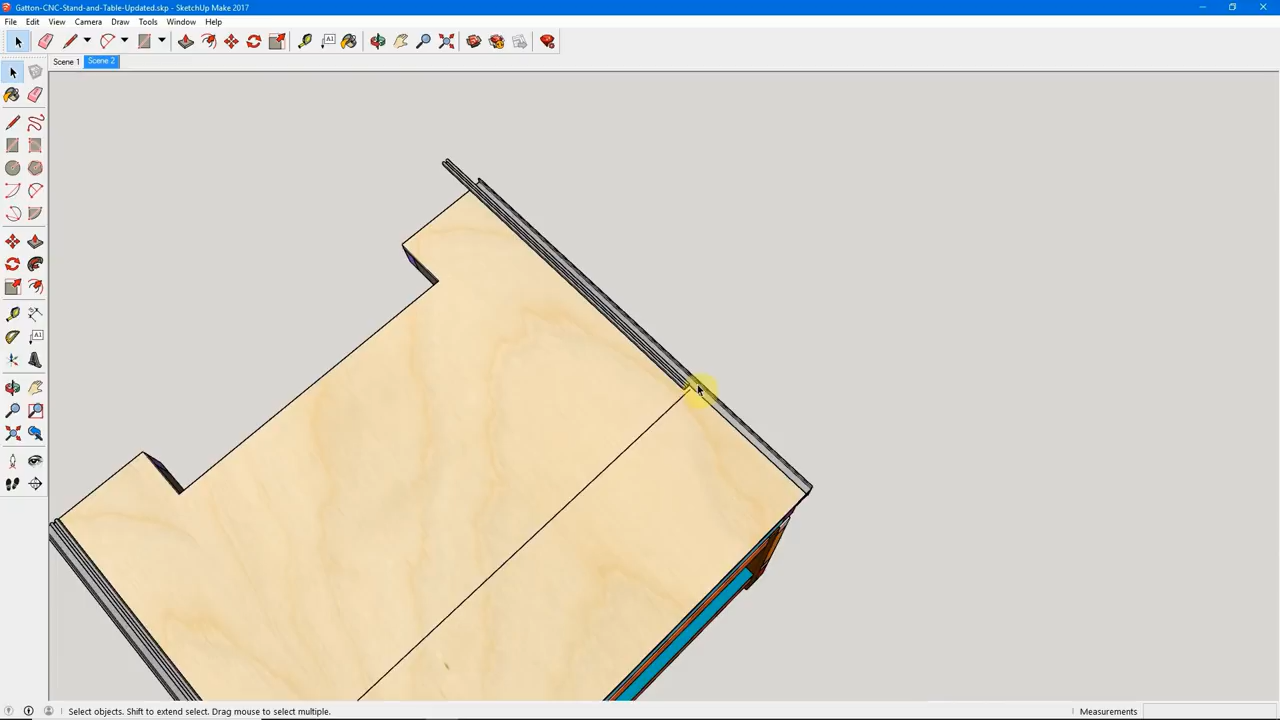 Gatton-CNC-Stand-and-Table-Updated.skp - SketchUp Make 2017
File Edit View Camera Draw Tools Window Help
Scene 1 Scene 2
Select objects. Shift to extend select. Drag mouse to select multiple.
Measurements